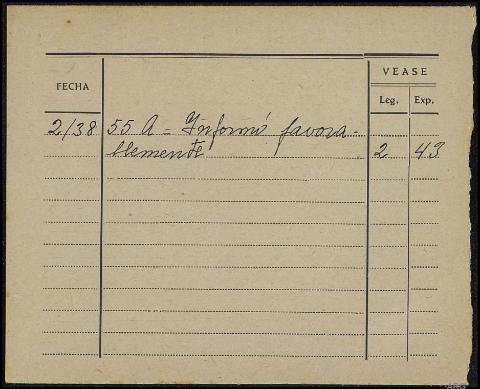 VEASE
FECHA
Leg. Exp.
2/38 55 A = Informó favora-
blemente 2 43